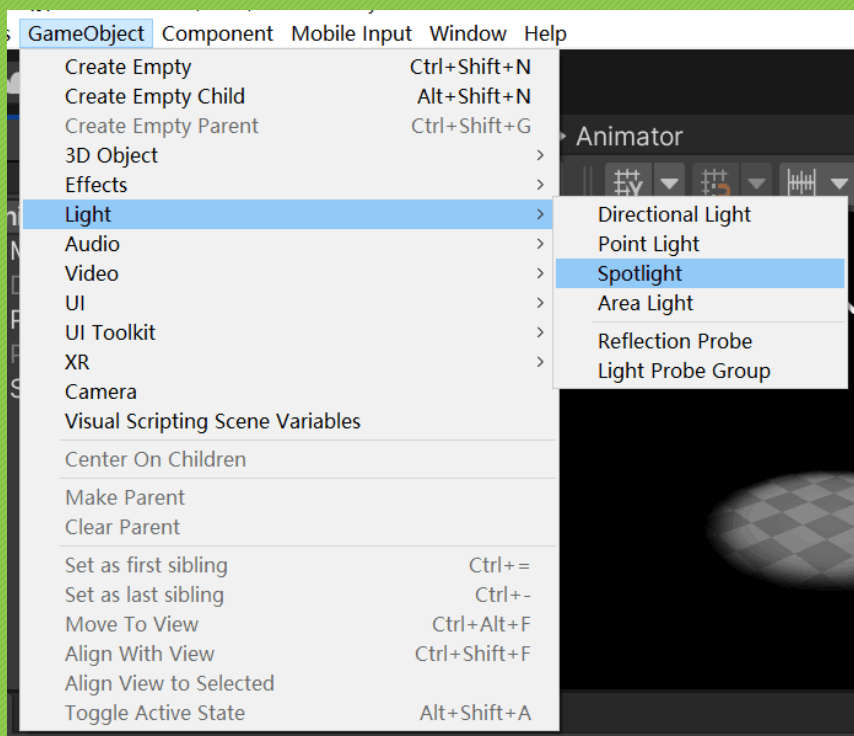 GameObject Component Mobile Input Window Help
Create Empty Ctrl+Shift+N
Create Empty Child Alt+Shift+N
Create Empty Parent Ctrl+Shift+G
Animator
3D Object
Effects
Light
Directional Light
Audio
Point Light
Video
Spotlight
UI
Area Light
UI Toolkit
Reflection Probe
XR
Light Probe Group
Camera
Visual Scripting Scene Variables
Center On Children
Make Parent
Clear Parent
Set as first sibling Ctrl+=
Set as last sibling Ctrl+-
Move To View Ctrl+Alt+F
Align With View Ctrl+Shift+F
Align View to Selected
Toggle Active State Alt+Shift+A